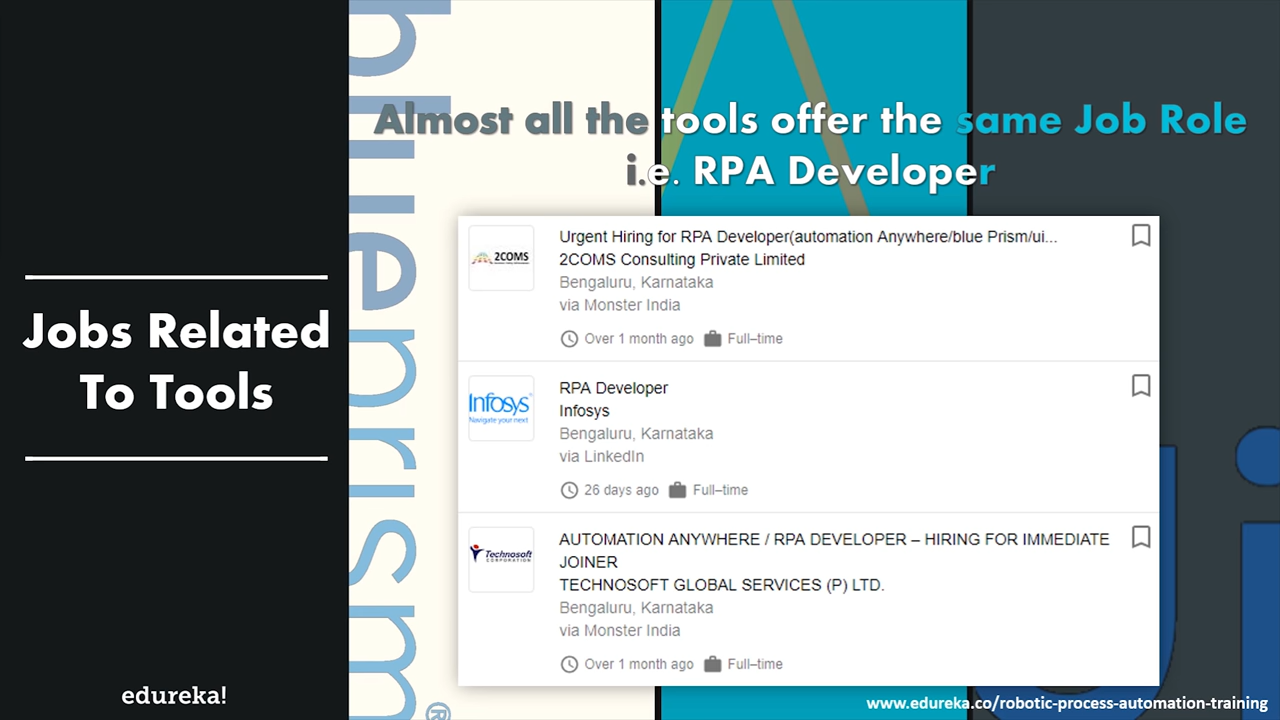 Jobs Related
To Tools
edureka!
blueprism®
Almost all the tools offer the same Job Role
i.e. RPA Developer
2COMS
Urgent Hiring for RPA Developer(automation Anywhere/blue Prism/ui...
2COMS Consulting Private Limited
Bengaluru, Karnataka
via Monster India
Over 1 month ago Full–time
Infosys
Navigate your next
RPA Developer
Infosys
Bengaluru, Karnataka
via LinkedIn
26 days ago Full–time
Technosoft
CORPORATION
AUTOMATION ANYWHERE / RPA DEVELOPER – HIRING FOR IMMEDIATE
JOINER
TECHNOSOFT GLOBAL SERVICES (P) LTD.
Bengaluru, Karnataka
via Monster India
Over 1 month ago Full–time
www.edureka.co/robotic-process-automation-training